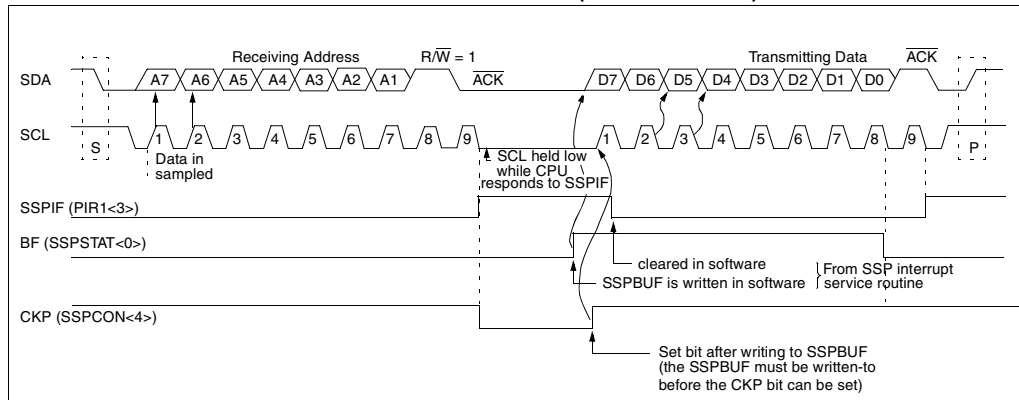 Receiving Address R/W = 1 Transmitting Data ACK
SDA A7 A6 A5 A4 A3 A2 A1 ACK D7 D6 D5 D4 D3 D2 D1 D0
SCL S 1 2 3 4 5 6 7 8 9 1 2 3 4 5 6 7 8 9 P
Data in
sampled
SCL held low
while CPU
responds to SSPIF
SSPIF (PIR1<3>)
BF (SSPSTAT<0>)
cleared in software
SSPBUF is written in software
From SSP interrupt
service routine
CKP (SSPCON<4>)
Set bit after writing to SSPBUF
(the SSPBUF must be written-to
before the CKP bit can be set)